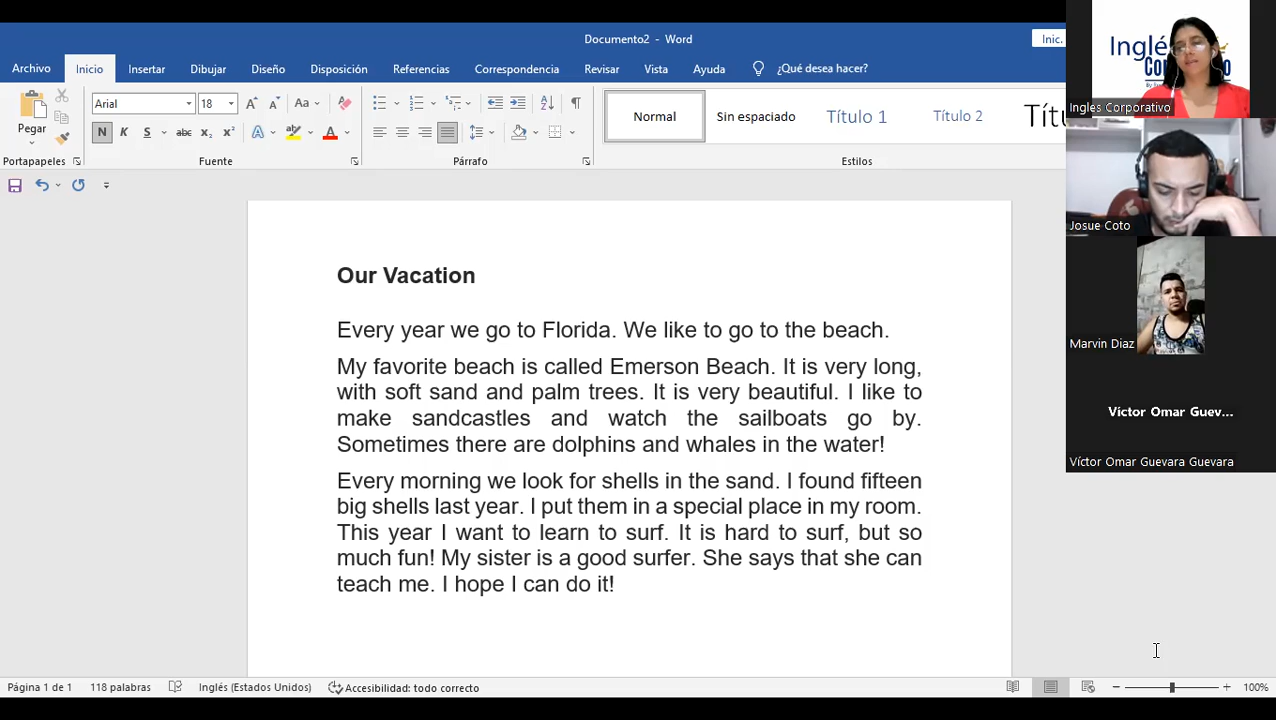 Documento2 - Word
Inic.
Archivo Inicio Insertar Dibujar Diseño Disposición Referencias Correspondencia Revisar Vista Ayuda ¿Qué desea hacer?
Pegar
Arial 18
Aa
N K S abc x₂ x² A A
Normal
Sin espaciado
Título 1
Título 2
Portapapeles Fuente Párrafo Estilos
Our Vacation
Every year we go to Florida. We like to go to the beach.
My favorite beach is called Emerson Beach. It is very long,
with soft sand and palm trees. It is very beautiful. I like to
make sandcastles and watch the sailboats go by.
Sometimes there are dolphins and whales in the water!
Every morning we look for shells in the sand. I found fifteen
big shells last year. I put them in a special place in my room.
This year I want to learn to surf. It is hard to surf, but so
much fun! My sister is a good surfer. She says that she can
teach me. I hope I can do it!
Página 1 de 1 118 palabras Inglés (Estados Unidos) Accesibilidad: todo correcto 100%
Ingles Corporativo
Josue Coto
Marvin Diaz
Víctor Omar Guev...
Víctor Omar Guevara Guevara